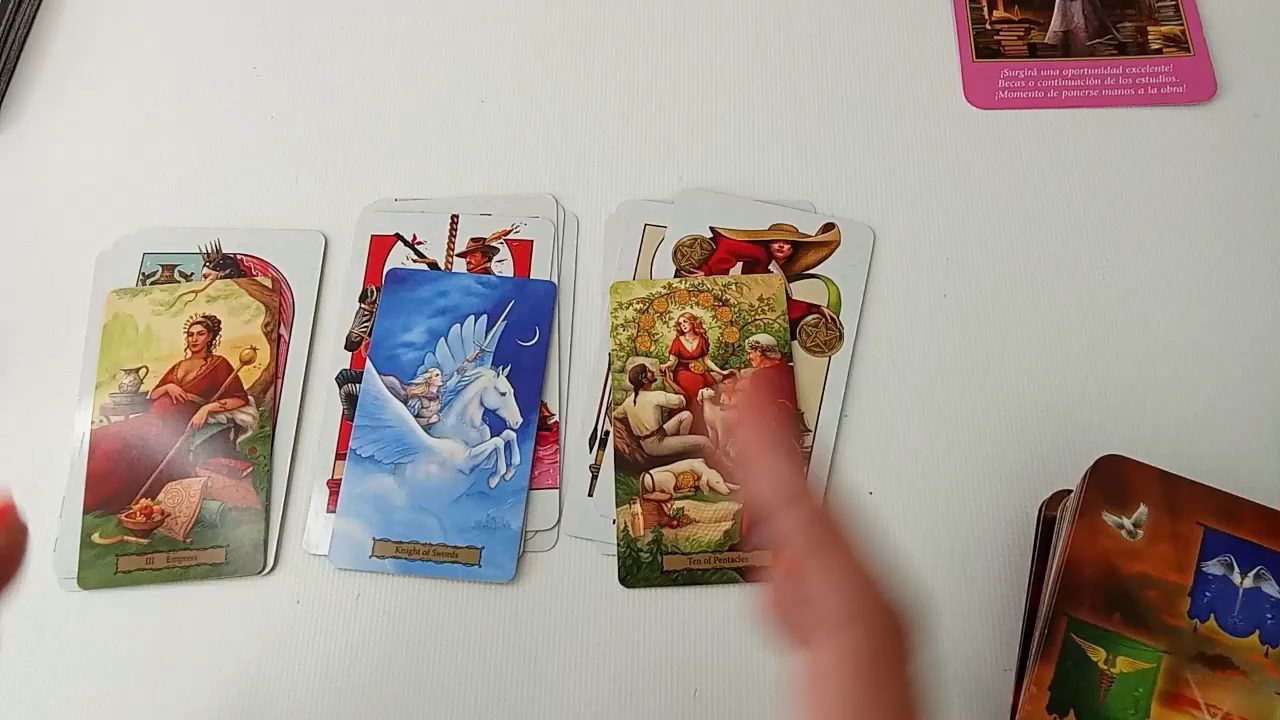 ¡Surgirá una oportunidad excelente!
Becas o continuación de los estudios.
¡Momento de ponerse manos a la obra!
III Empress
Knight of Swords
Ten of Pentacles